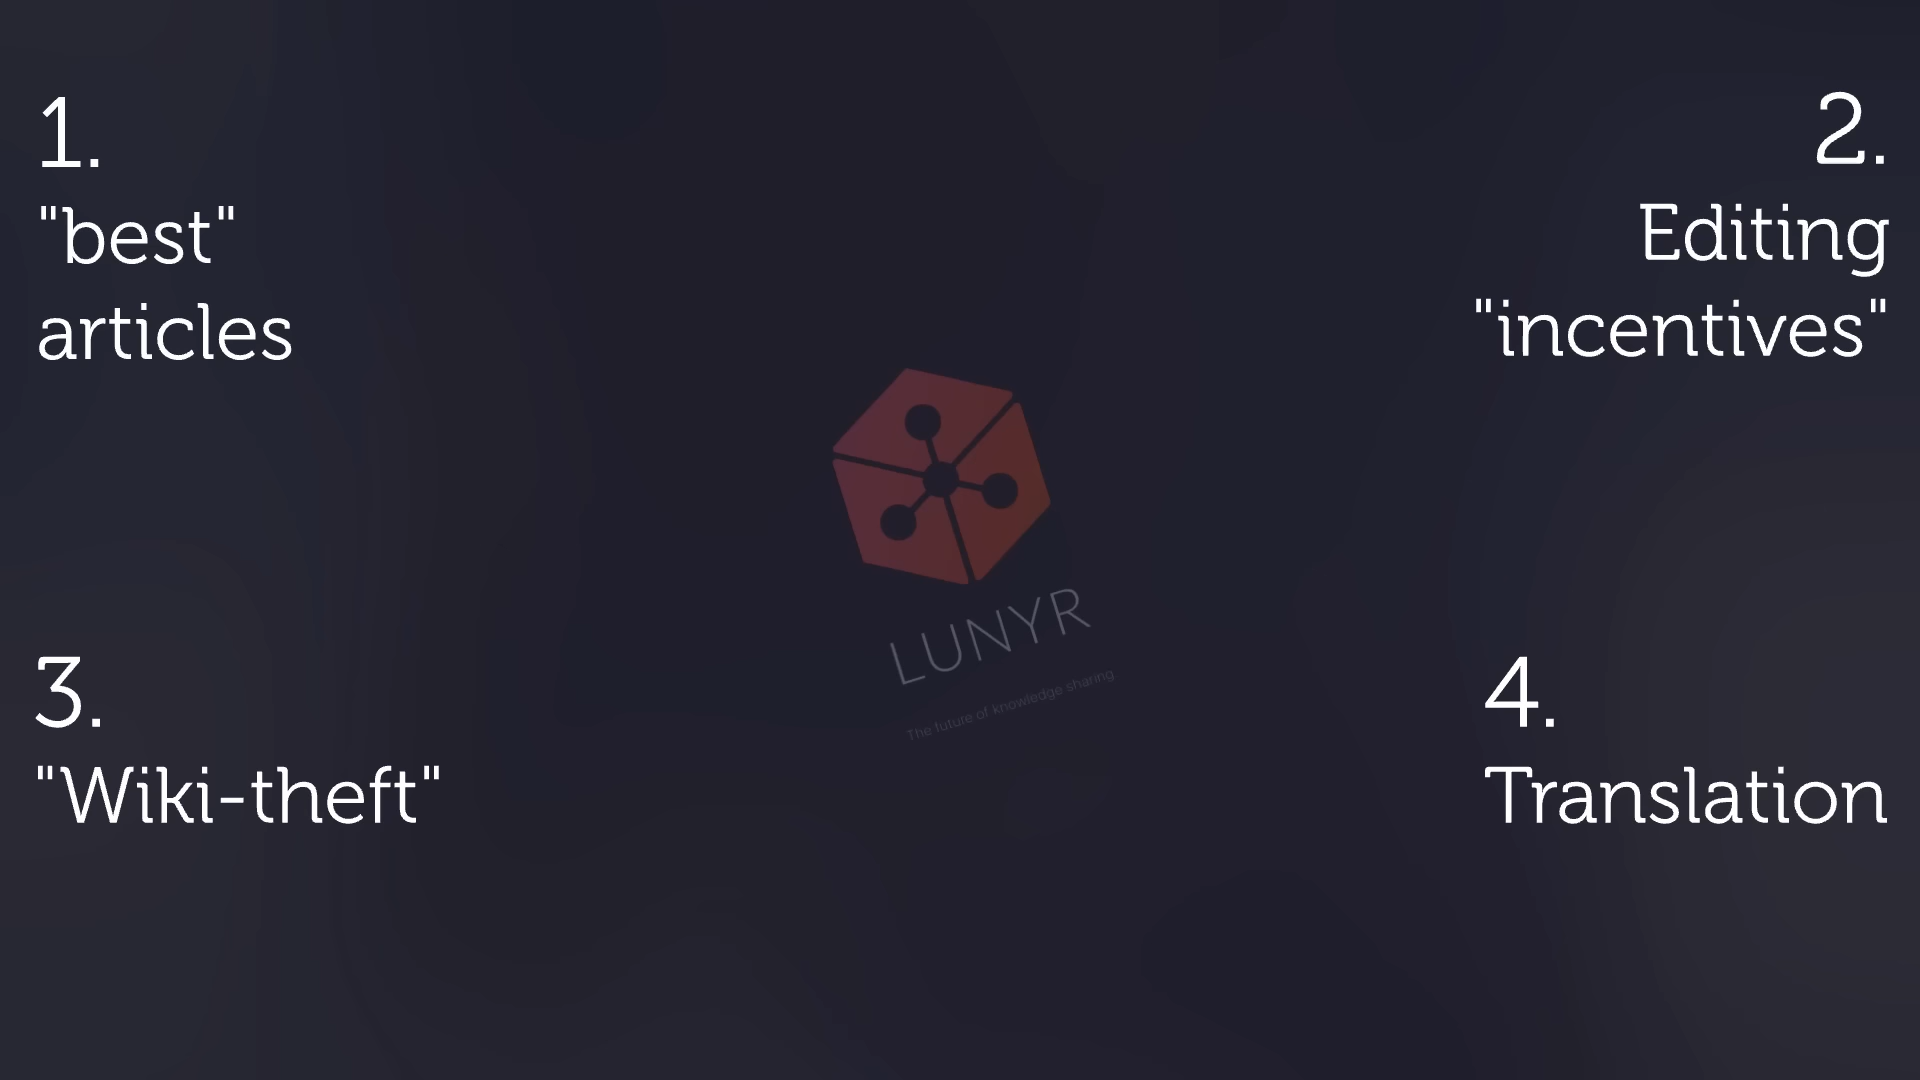 1.
"best"
articles
2.
Editing
"incentives"
LUNYR
The future of knowledge sharing
3.
"Wiki-theft"
4.
Translation